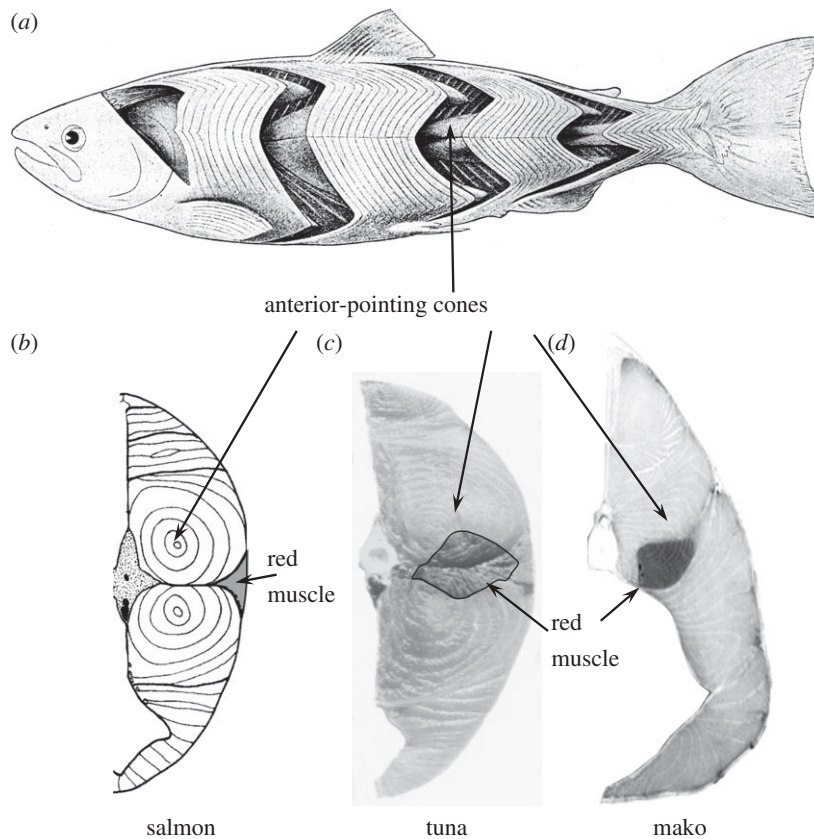 (a)
anterior-pointing cones
(b)
(c)
(d)
red
muscle
red
muscle
salmon
tuna
mako